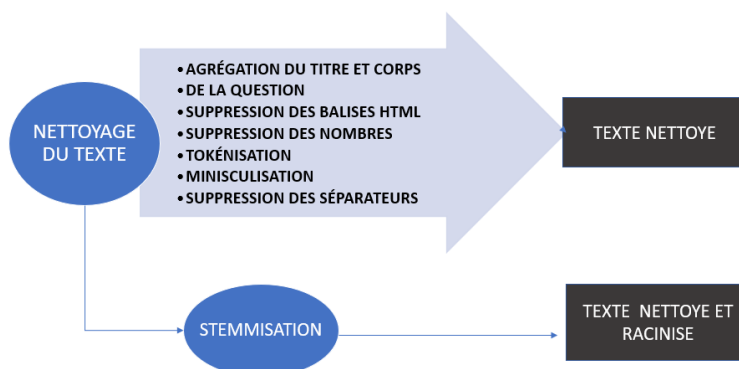 NETTOYAGE
DU TEXTE
• AGRÉGATION DU TITRE ET CORPS
• DE LA QUESTION
• SUPPRESSION DES BALISES HTML
• SUPPRESSION DES NOMBRES
• TOKÉNISATION
• MINISCULISATION
• SUPPRESSION DES SÉPARATEURS
TEXTE NETTOYE
STEMMISATION
TEXTE NETTOYE ET
RACINISE